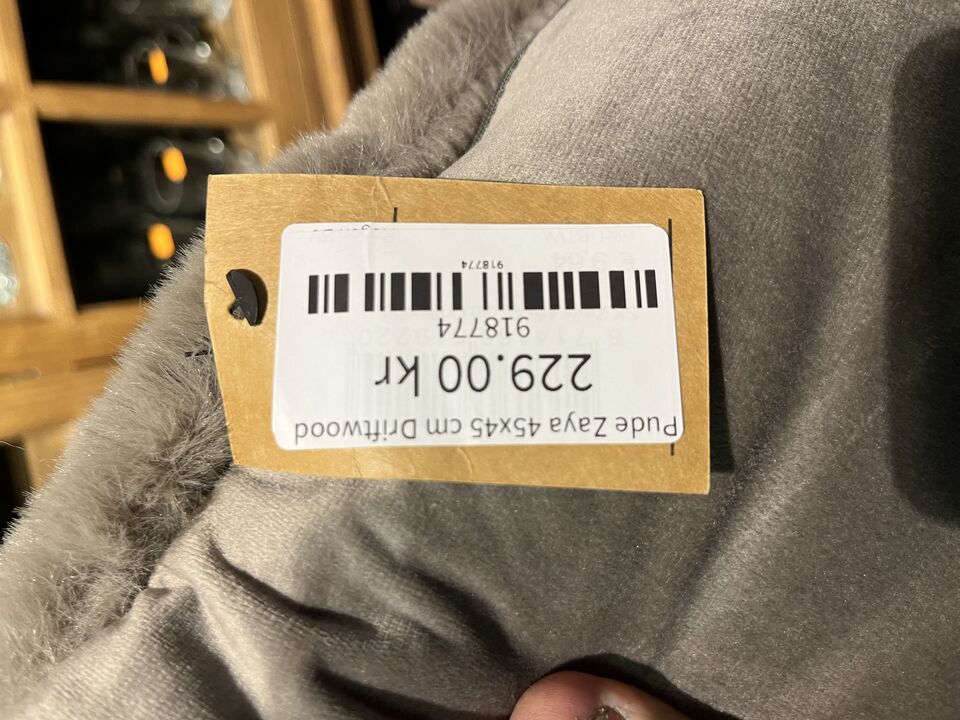 Pude Zaya 45x45 cm Driftwood
229.00 kr
918774
918774